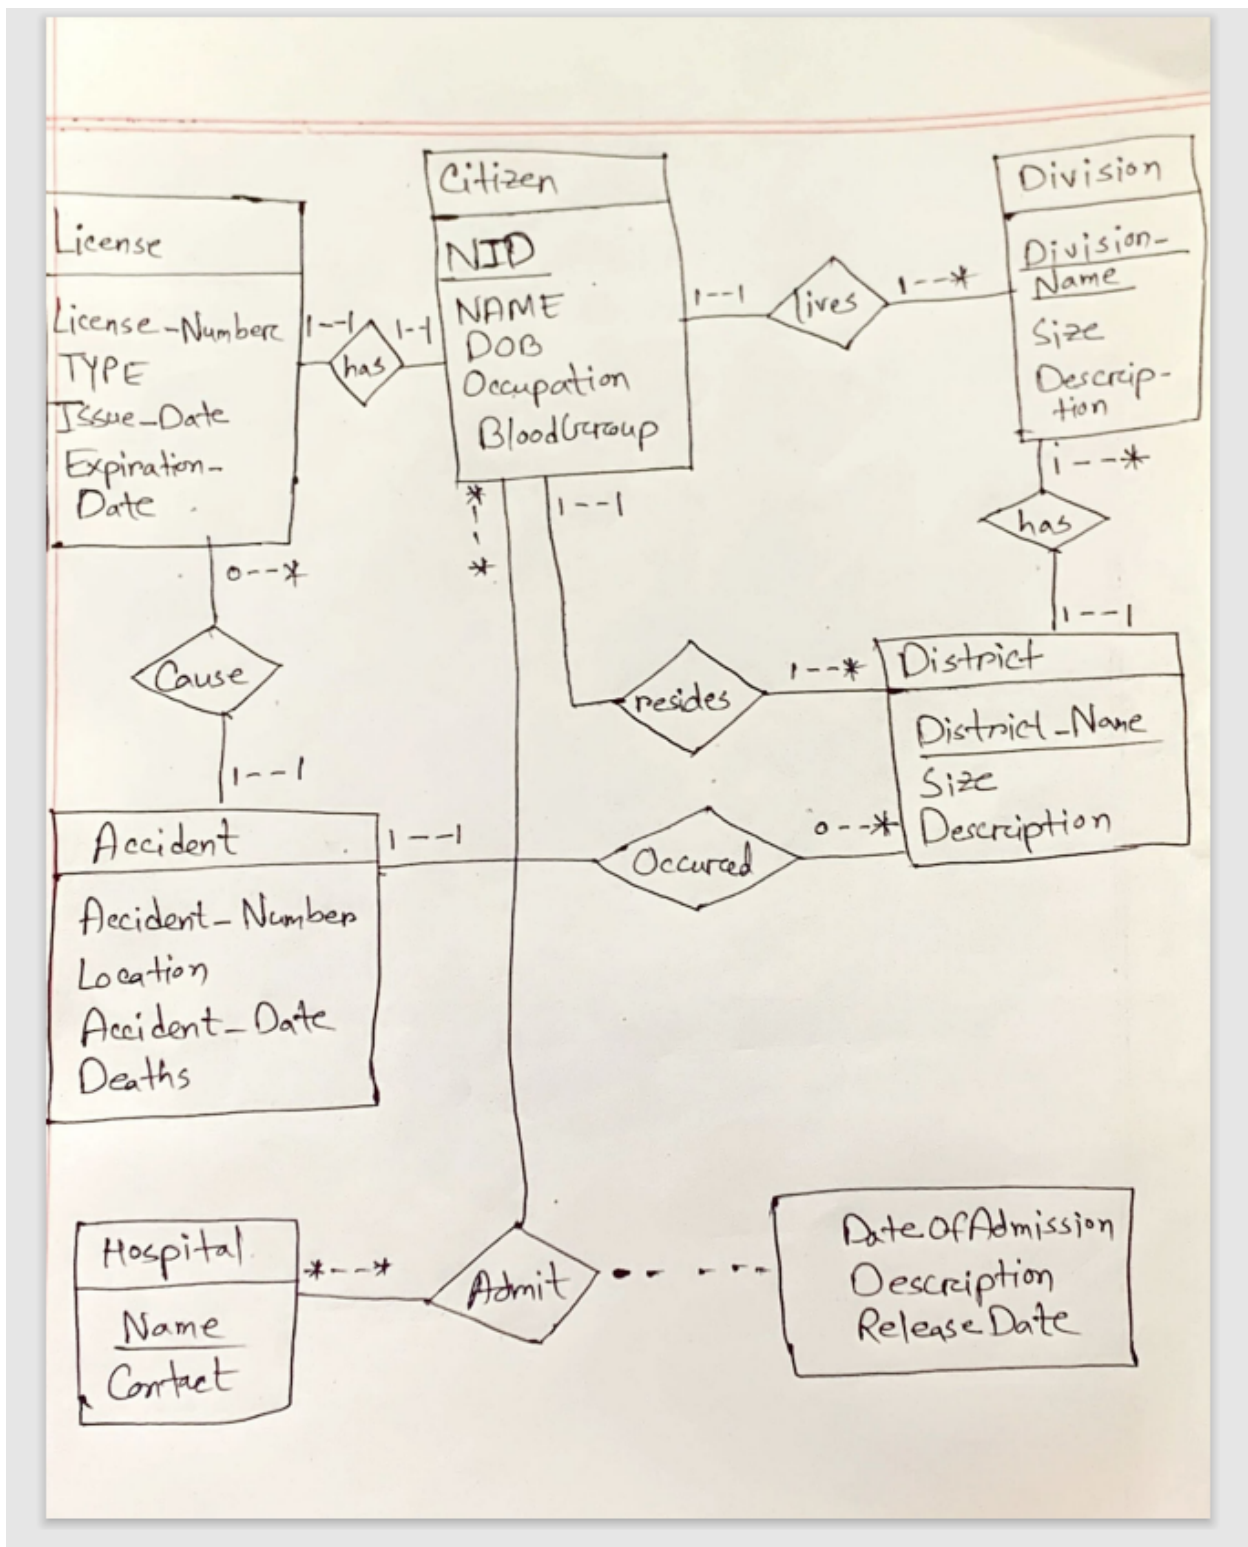 Citizen
NID
NAME
DOB
Occupation
BloodGroup
Division
Division-
Name
Size
Descrip-
tion
License
License-Number
TYPE
Issue-Date
Expiration-
Date
1--1
has
1--1
1--1
lives
1--*
1---*
has
1---1
*
1
*
1--1
0--*
Cause
1---1
resides
1--*
District
District-Name
Size
Description
Accident
Accident-Number
Location
Accident-Date
Deaths
1---1
Occured
0--*
Hospital
Name
Contact
*---*
Admit
DateOfAdmission
Description
ReleaseDate